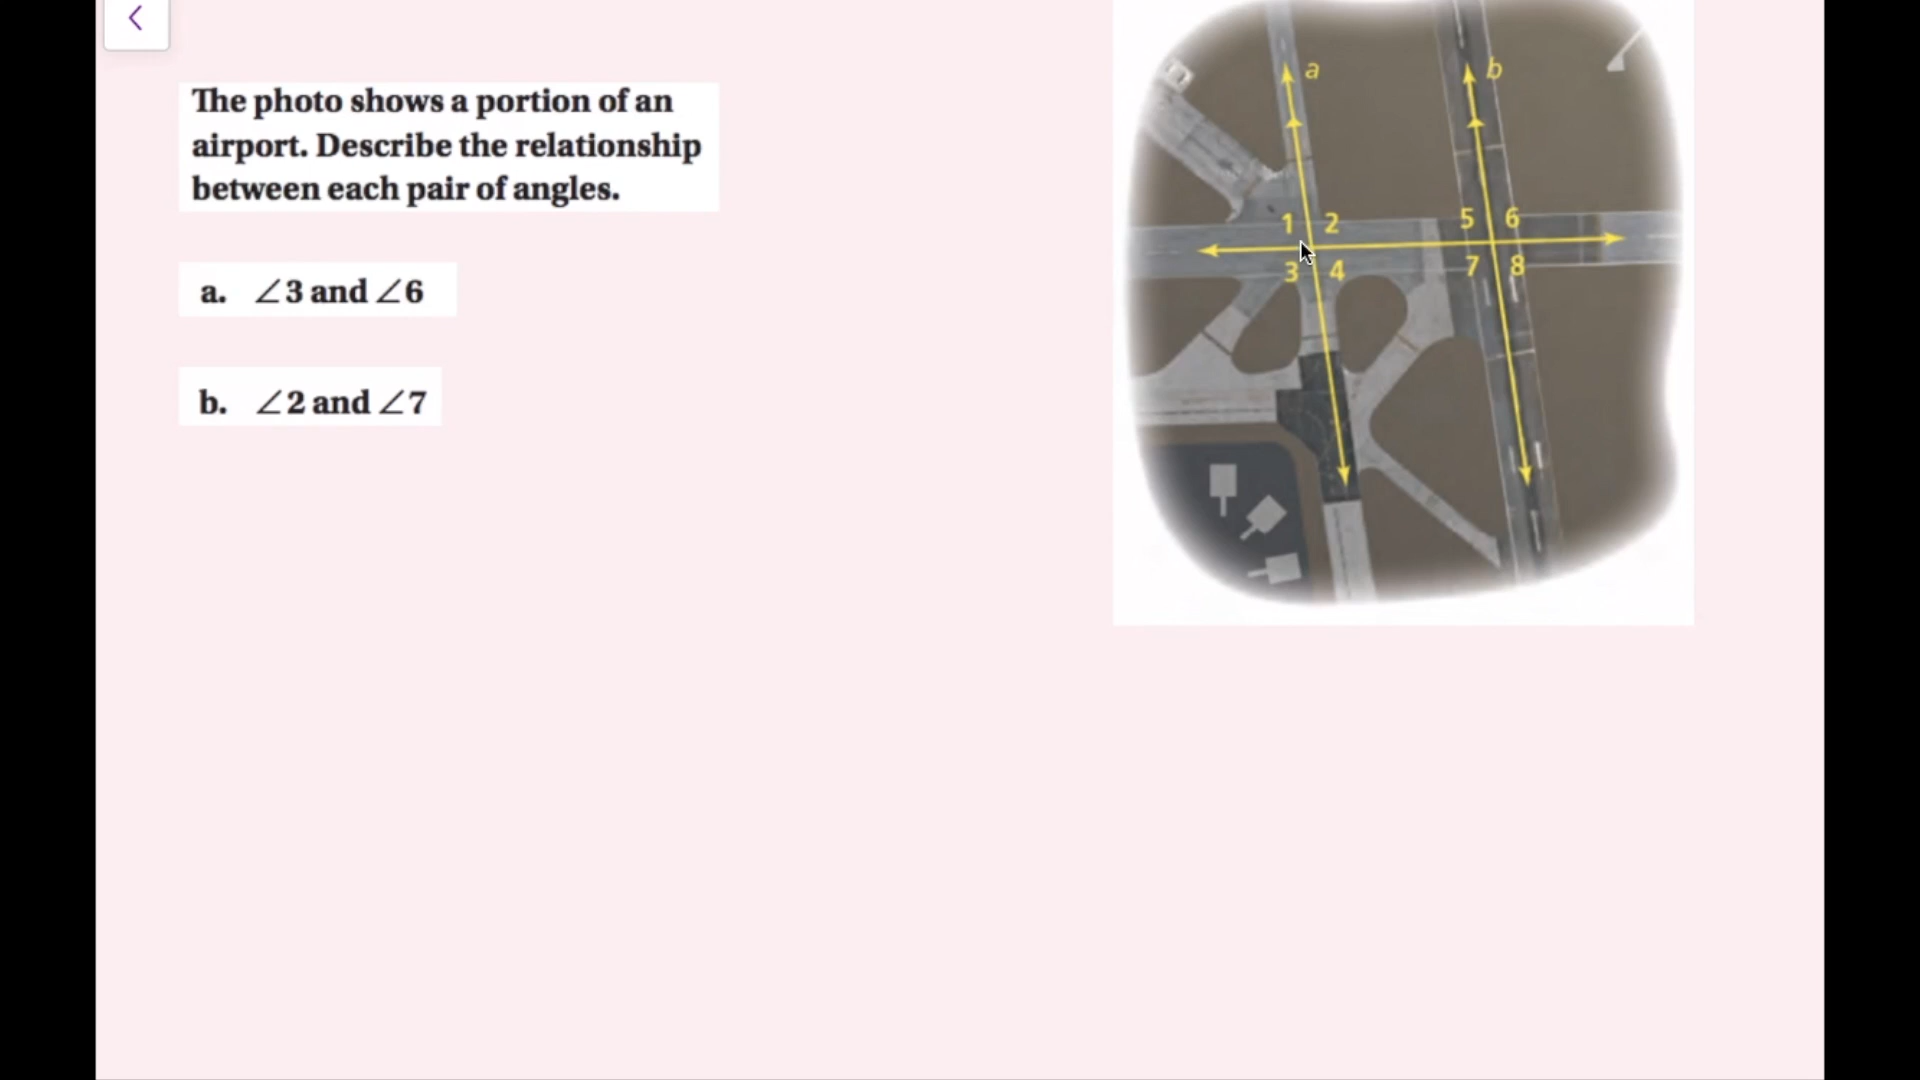 The photo shows a portion of an
airport. Describe the relationship
between each pair of angles.
a. ∠3 and ∠6
b. ∠2 and ∠7
a b
1 2 5 6
3 4 7 8